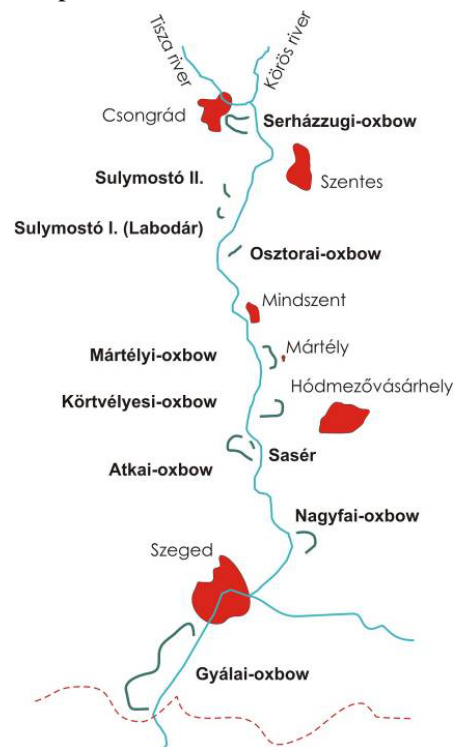 Tisza river
Körös river
Csongrád
Serházzugi-oxbow
Sulymostó II.
Szentes
Sulymostó I. (Labodár)
Osztorai-oxbow
Mindszent
Mártélyi-oxbow
Mártély
Hódmezővásárhely
Körtvélyesi-oxbow
Sasér
Atkai-oxbow
Nagyfai-oxbow
Szeged
Gyálai-oxbow